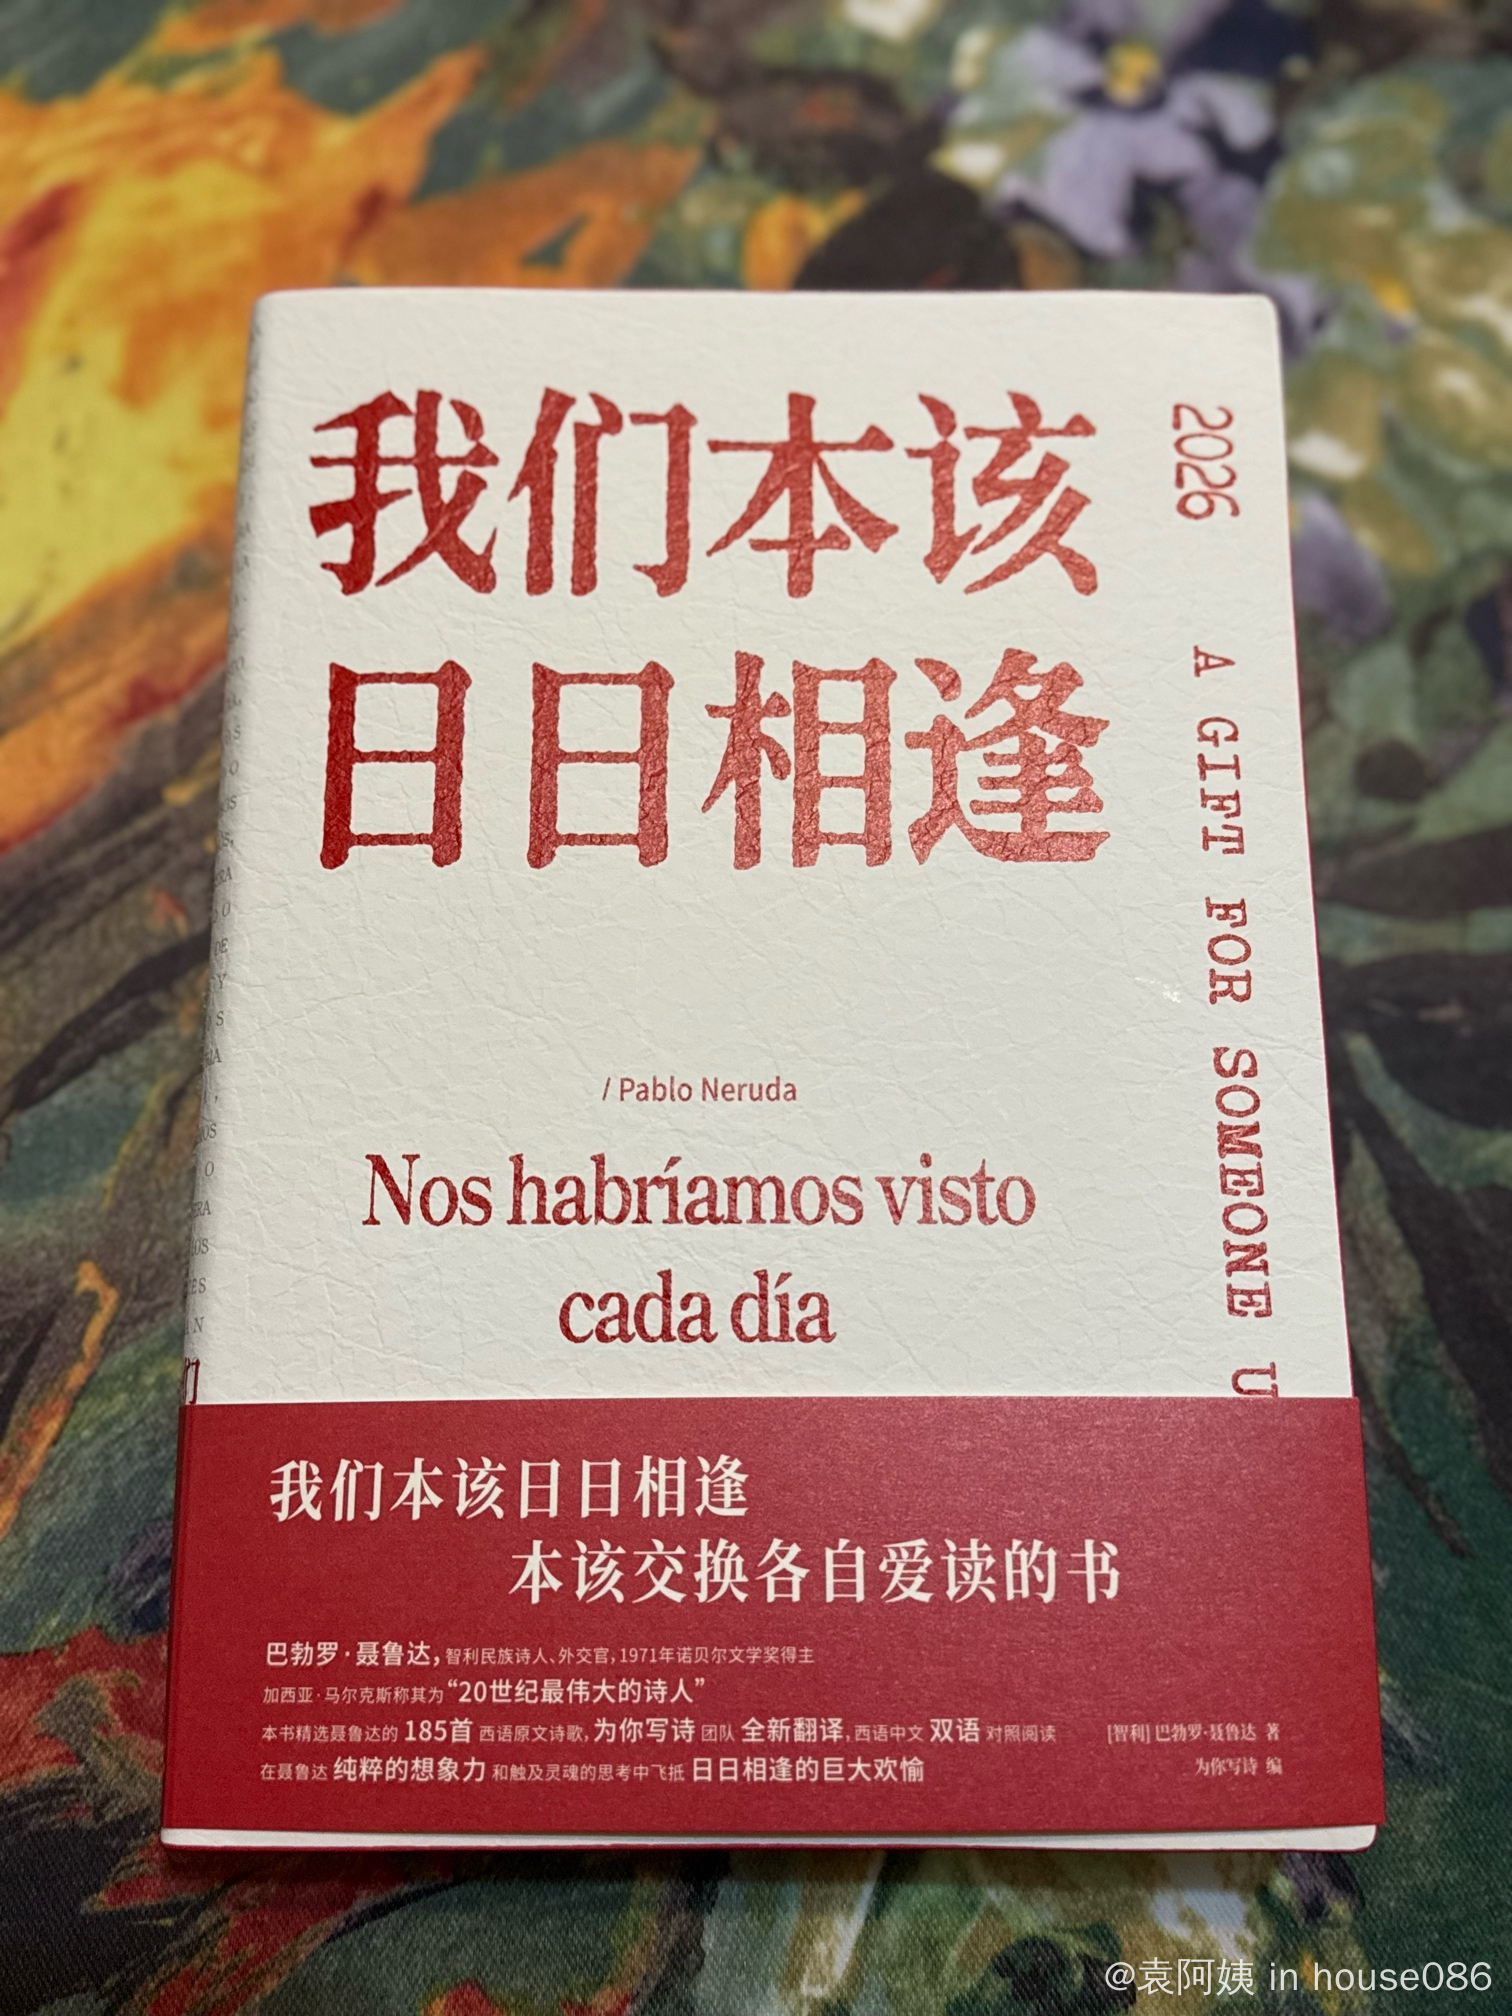 我们本该
日日相逢
2026
A GIFT FOR SOMEONE U
/ Pablo Neruda
Nos habríamos visto
cada día
我们本该日日相逢
本该交换各自爱读的书
巴勃罗·聂鲁达，智利民族诗人、外交官，1971年诺贝尔文学奖得主
加西亚·马尔克斯称其为“20世纪最伟大的诗人”
本书精选聂鲁达的 185首 西语原文诗歌，为你写诗 团队 全新翻译，西语中文 双语 对照阅读
在聂鲁达 纯粹的想象力 和触及灵魂的思考中飞抵 日日相逢的巨大欢愉
[智利] 巴勃罗·聂鲁达 著
为你写诗 编
@袁阿姨 in house086